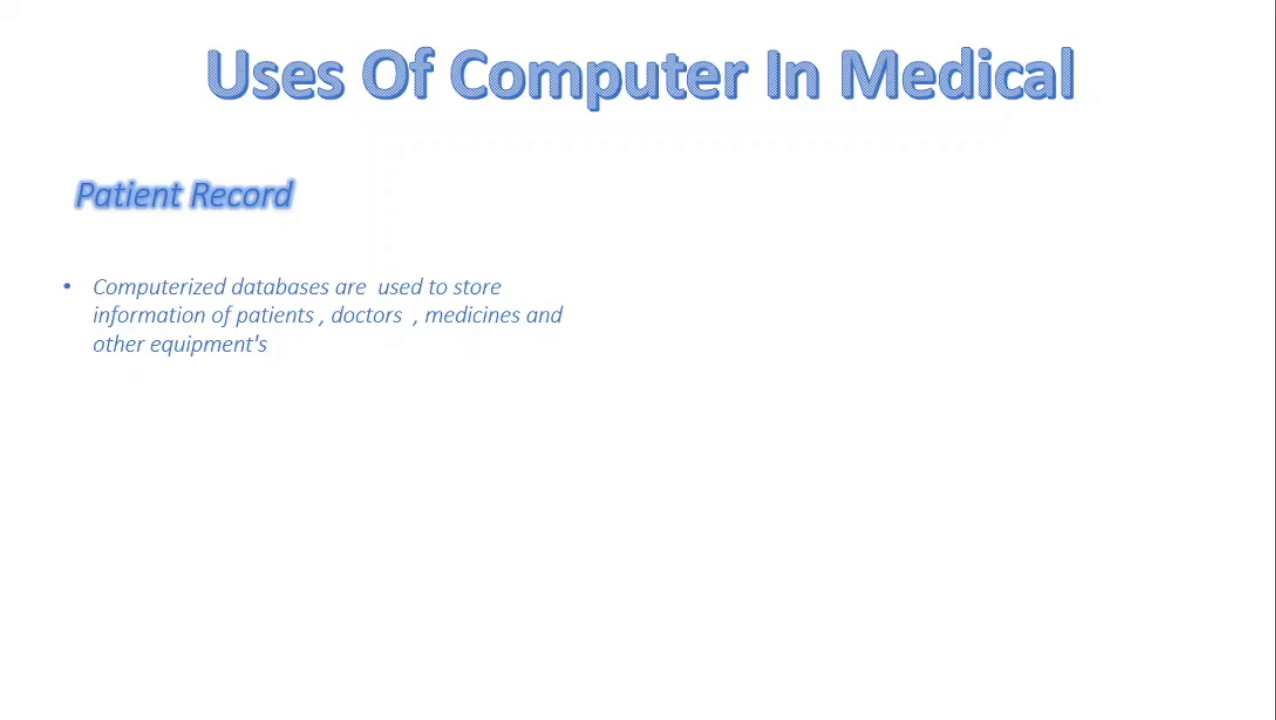 Uses Of Computer In Medical
Patient Record
• Computerized databases are  used to store
information of patients , doctors  , medicines and
other equipment's